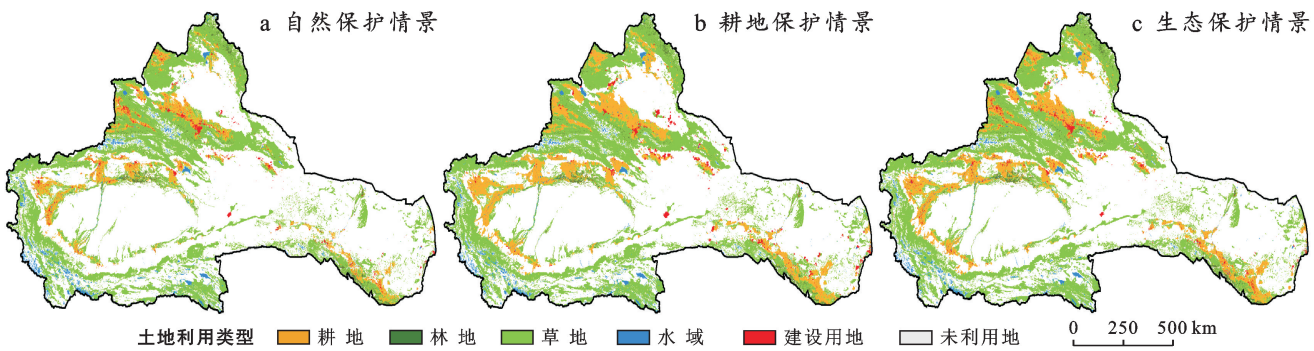 a 自然保护情景
b 耕地保护情景
c 生态保护情景
土地利用类型 耕地 林地 草地 水域 建设用地 未利用地
0 250 500 km